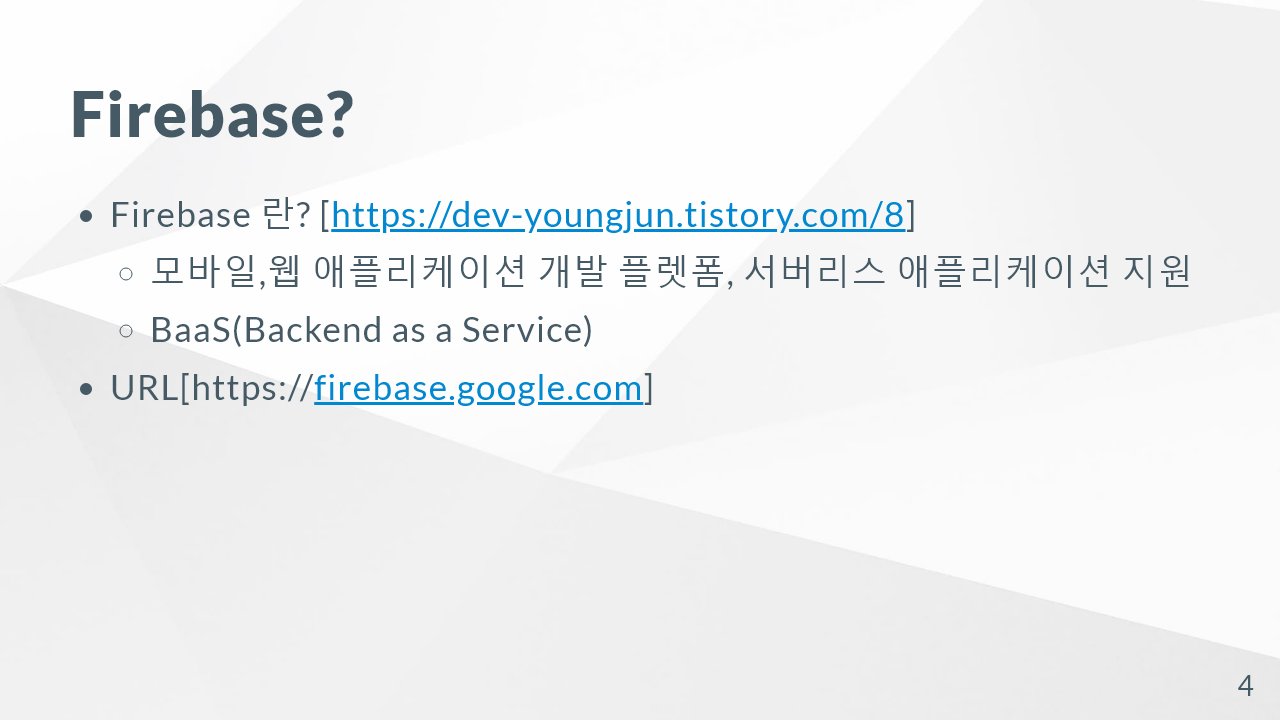 Firebase?
Firebase 란? [https://dev-youngjun.tistory.com/8]
모바일,웹 애플리케이션 개발 플렛폼, 서버리스 애플리케이션 지원
BaaS(Backend as a Service)
URL[https://firebase.google.com]
4